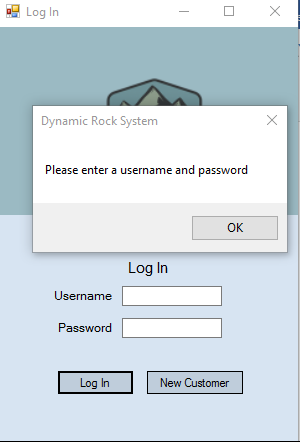 Log In
Dynamic Rock System
Please enter a username and password
OK
Log In
Username
Password
Log In New Customer